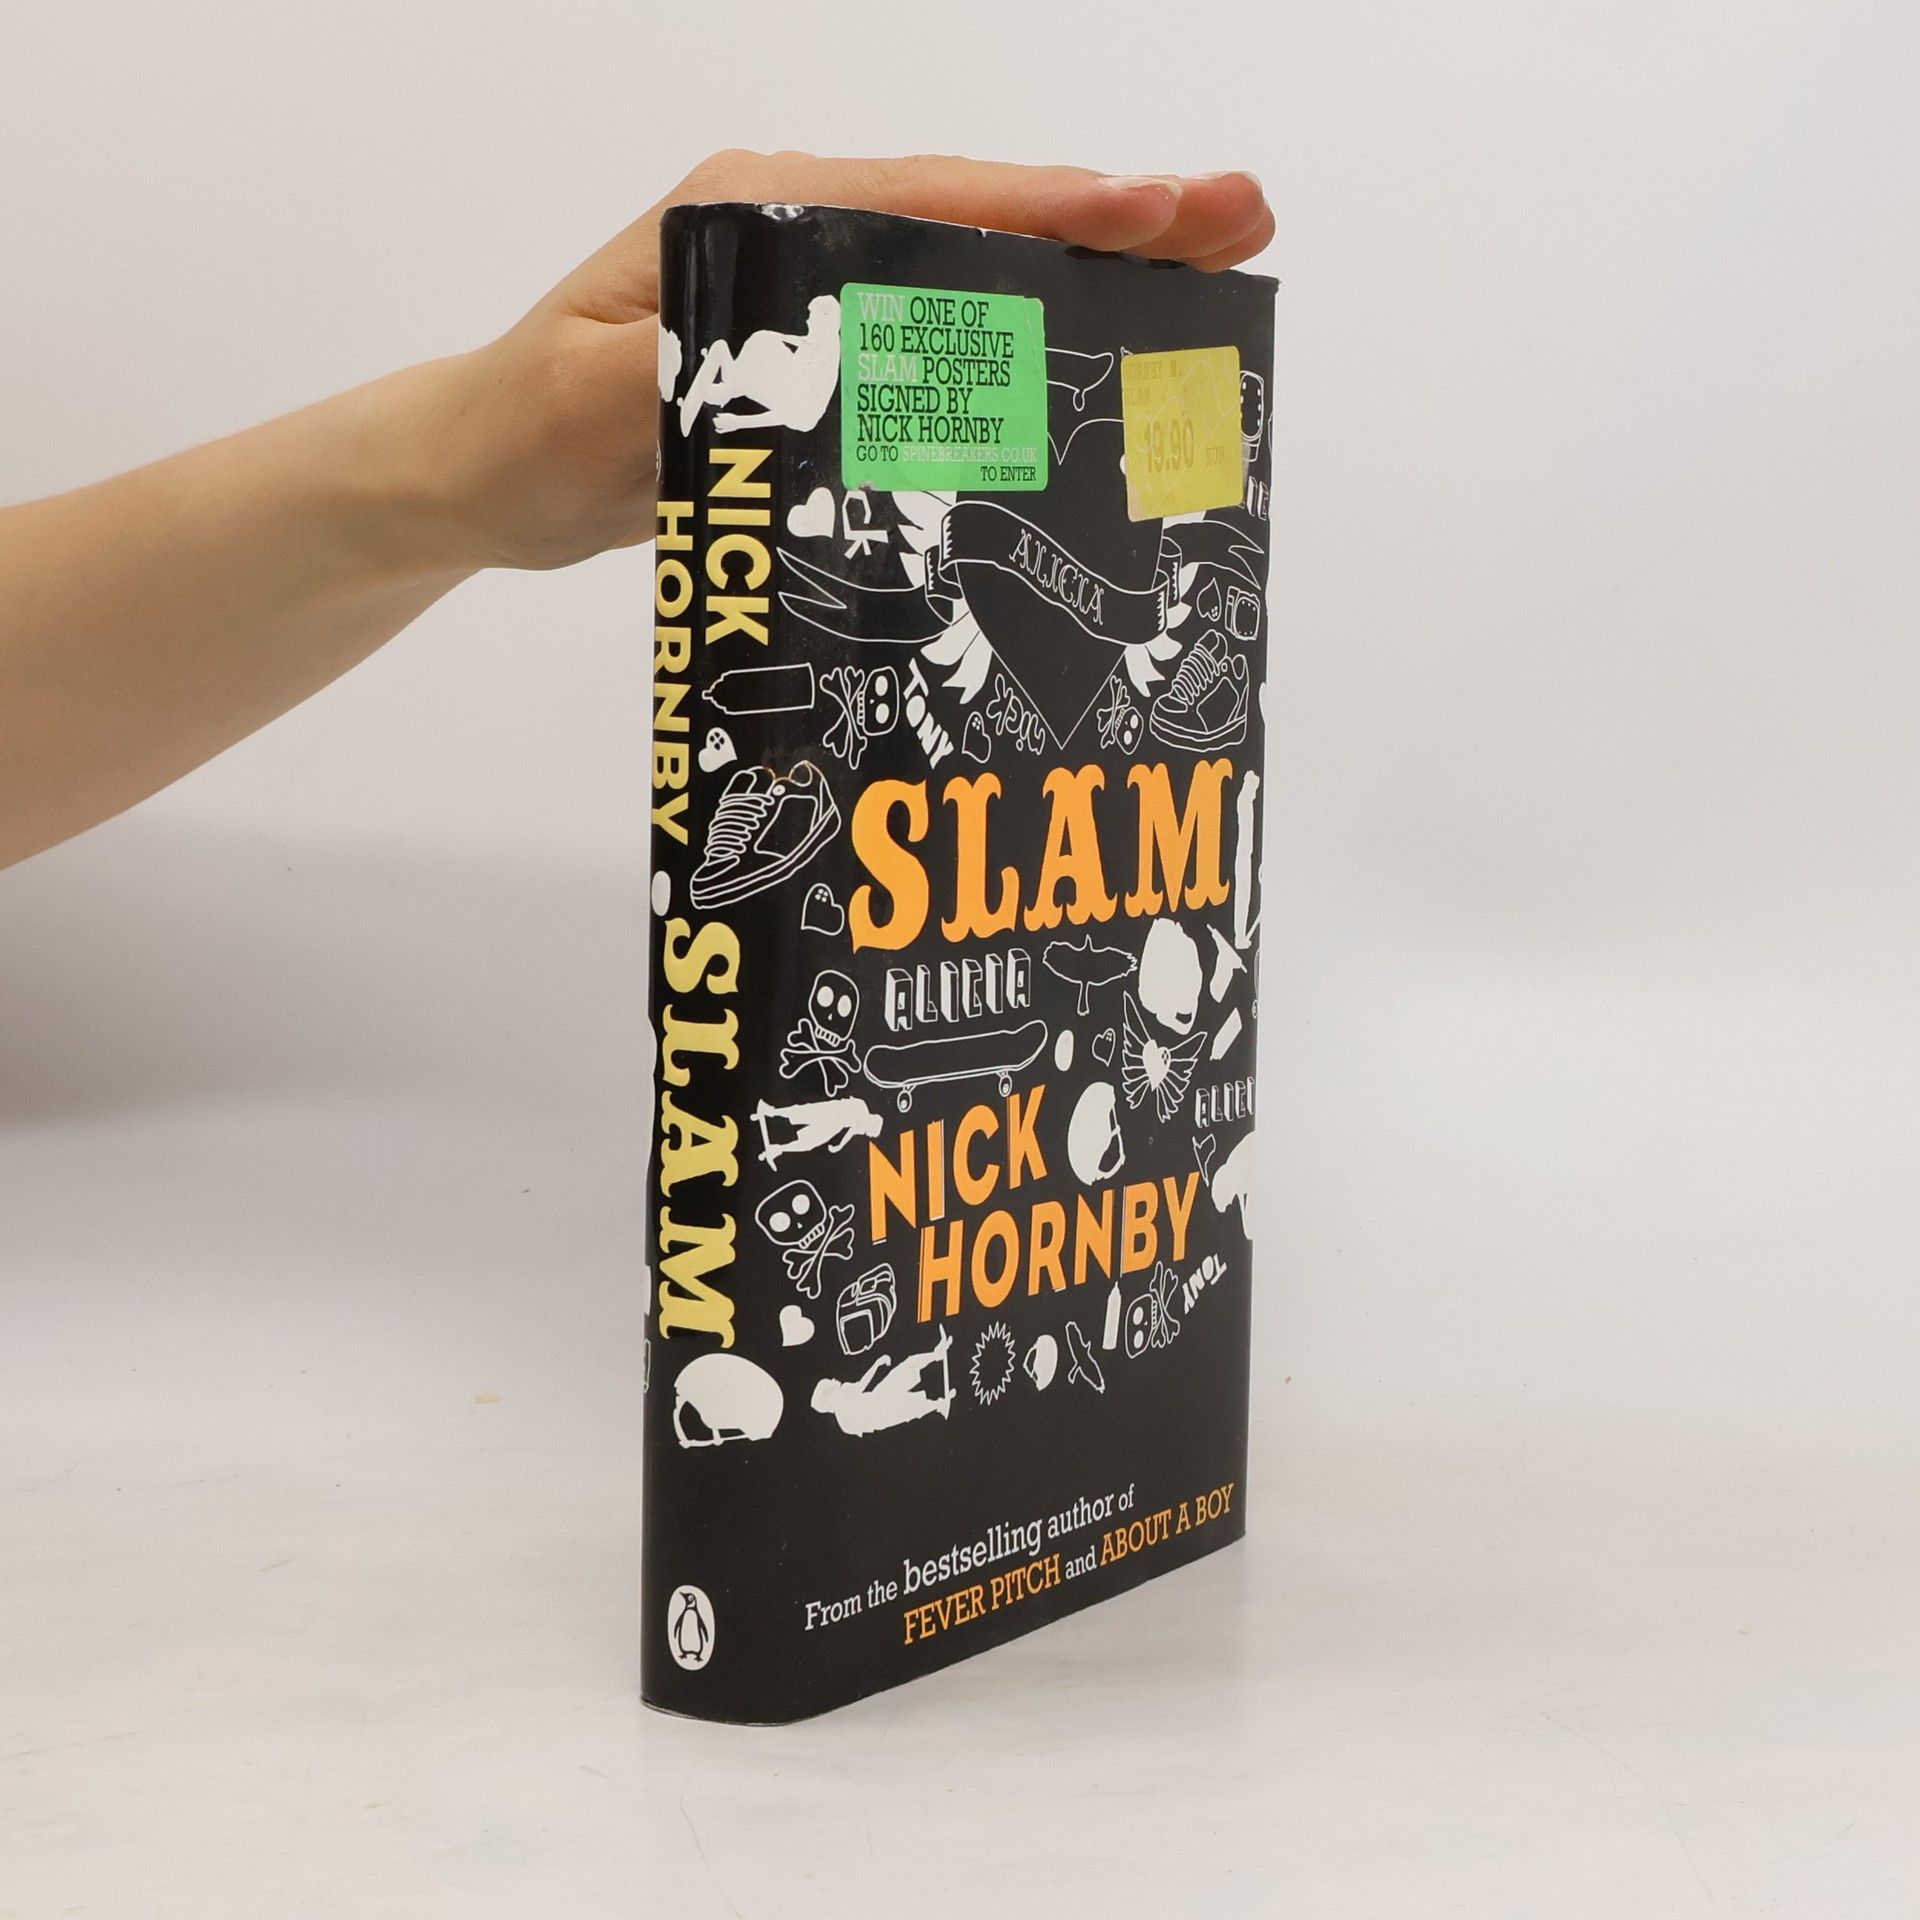 NICK
HORNBY
SLAM
WIN ONE OF
160 EXCLUSIVE
SLAM POSTERS
SIGNED BY
NICK HORNBY
GO TO SPINEBREAKERS.CO.UK
TO ENTER
19.90 EUR
ALICIA
TONY
Nick
SLAM
ALICIA
NICK
HORNBY
TONY
From the bestselling author of
FEVER PITCH and ABOUT A BOY